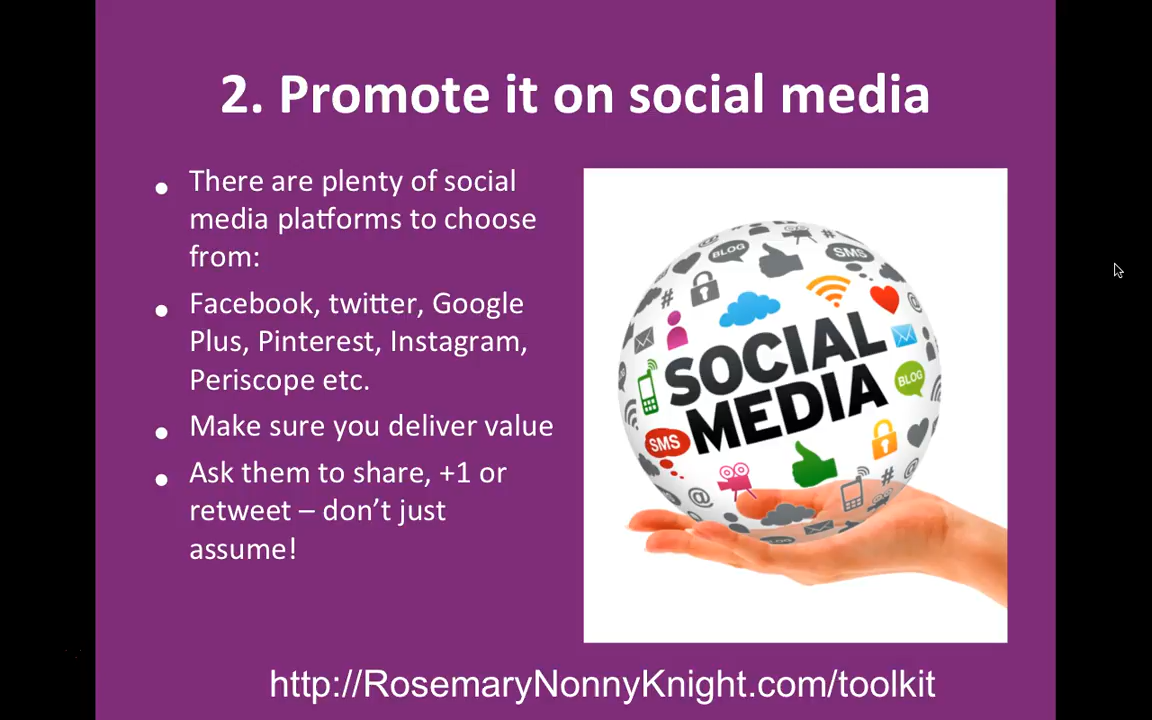 2. Promote it on social media
• There are plenty of social
media platforms to choose
from:
• Facebook, twitter, Google
Plus, Pinterest, Instagram,
Periscope etc.
• Make sure you deliver value
• Ask them to share, +1 or
retweet – don't just
assume!
BLOG
SMS
SOCIAL
MEDIA
BLOG
SMS
BLOG
http://RosemaryNonnyKnight.com/toolkit